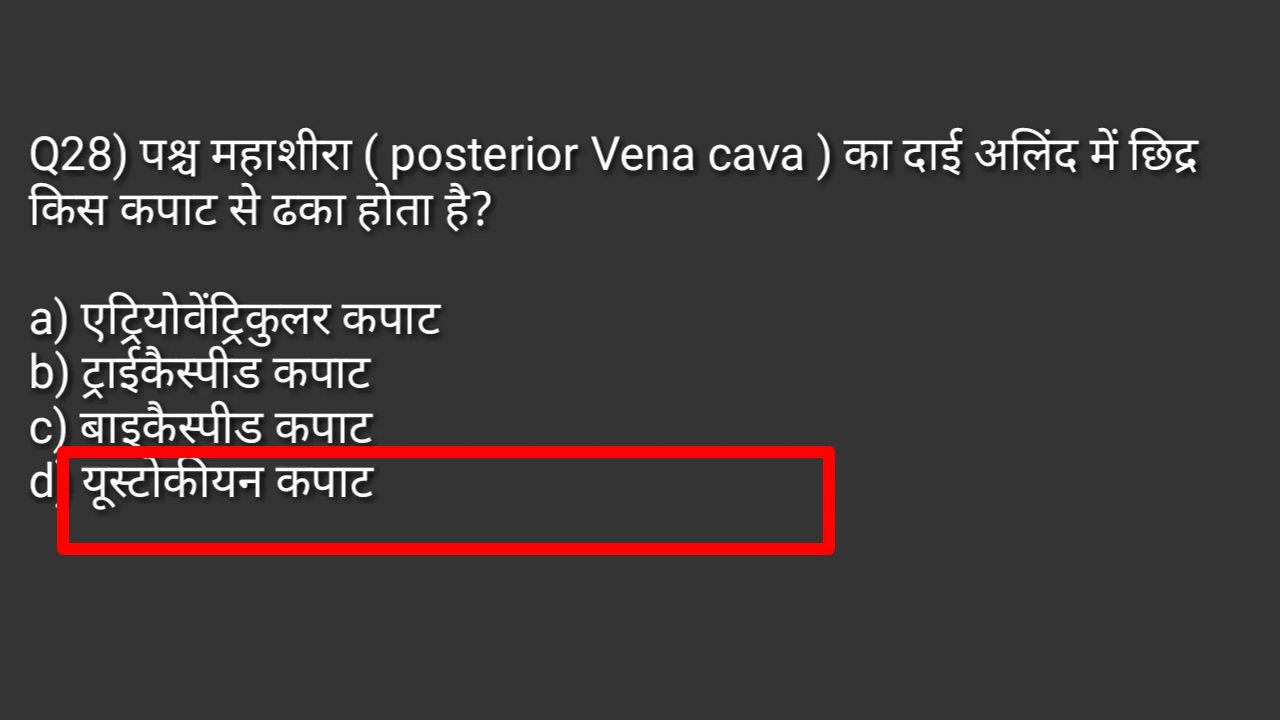 Q28) पश्च महाशीरा ( posterior Vena cava ) का दाई अलिंद में छिद्र
किस कपाट से ढका होता है?
a) एट्रियोवेंट्रिकुलर कपाट
b) ट्राईकैस्पीड कपाट
c) बाइकैस्पीड कपाट
d) यूस्टोकीयन कपाट